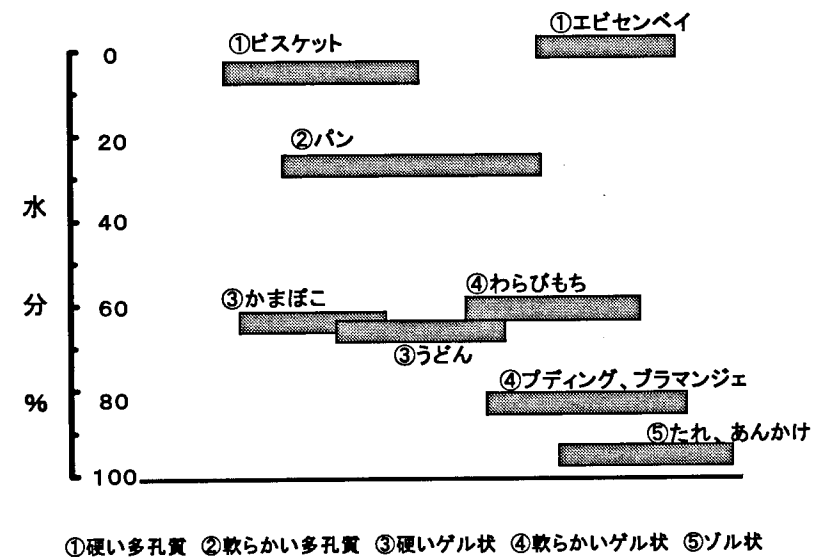 ①エビセンベイ
①ビスケット
0
②パン
20
水
40
④わらびもち
③かまぼこ
分
60
③うどん
④プディング、ブラマンジェ
%
80
⑤たれ、あんかけ
100
①硬い多孔質 ②軟らかい多孔質 ③硬いゲル状 ④軟らかいゲル状 ⑤ゾル状